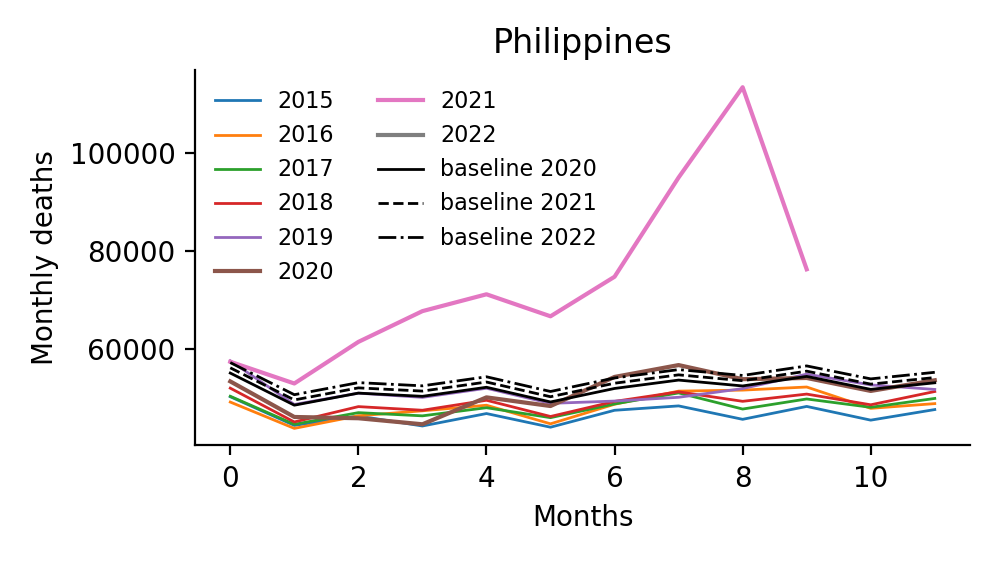 Philippines
Monthly deaths
100000
80000
60000
2015
2016
2017
2018
2019
2020
2021
2022
baseline 2020
baseline 2021
baseline 2022
0 2 4 6 8 10
Months